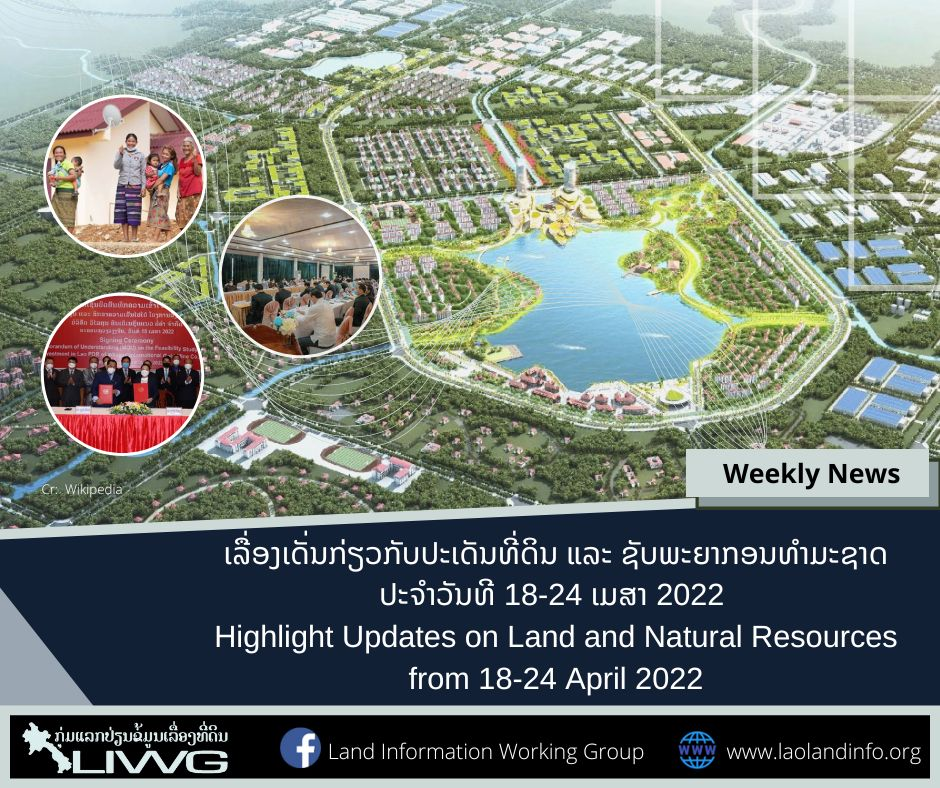 Signing Ceremony
Cr:. Wikipedia
Weekly News
ເລື່ອງເດັ່ນກ່ຽວກັບປະເດັນທີ່ດິນ ແລະ ຊັບພະຍາກອນທຳມະຊາດ
ປະຈຳວັນທີ 18-24 ເມສາ 2022
Highlight Updates on Land and Natural Resources
from 18-24 April 2022
ກຸ່ມແລກປ່ຽນຂໍ້ມູນເລື່ອງທີ່ດິນ
LIWG
Land Information Working Group
www.laolandinfo.org